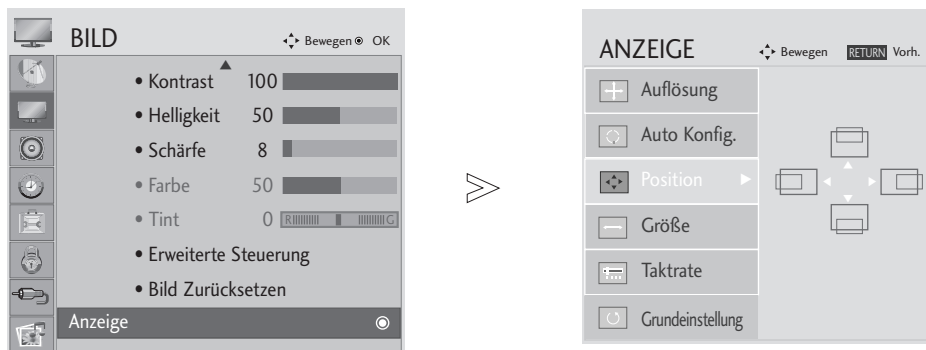 BILD
Bewegen OK
• Kontrast 100
• Helligkeit 50
• Schärfe 8
• Farbe 50
• Tint 0 R G
• Erweiterte Steuerung
• Bild Zurücksetzen
Anzeige
ANZEIGE
Bewegen RETURN Vorh.
Auflösung
Auto Konfig.
Position
Größe
Taktrate
Grundeinstellung